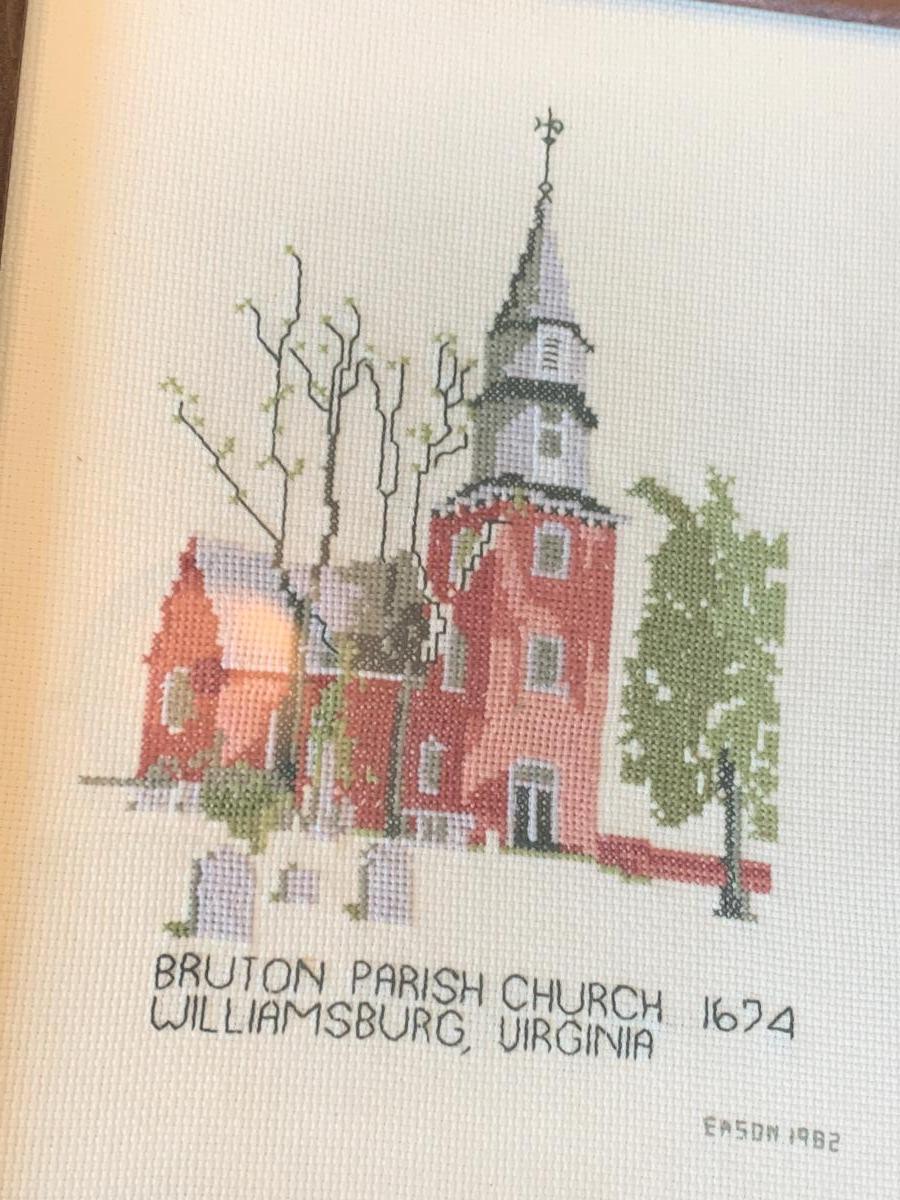 BRUTON PARISH CHURCH 1674
WILLIAMSBURG, VIRGINIA
EASON 1982